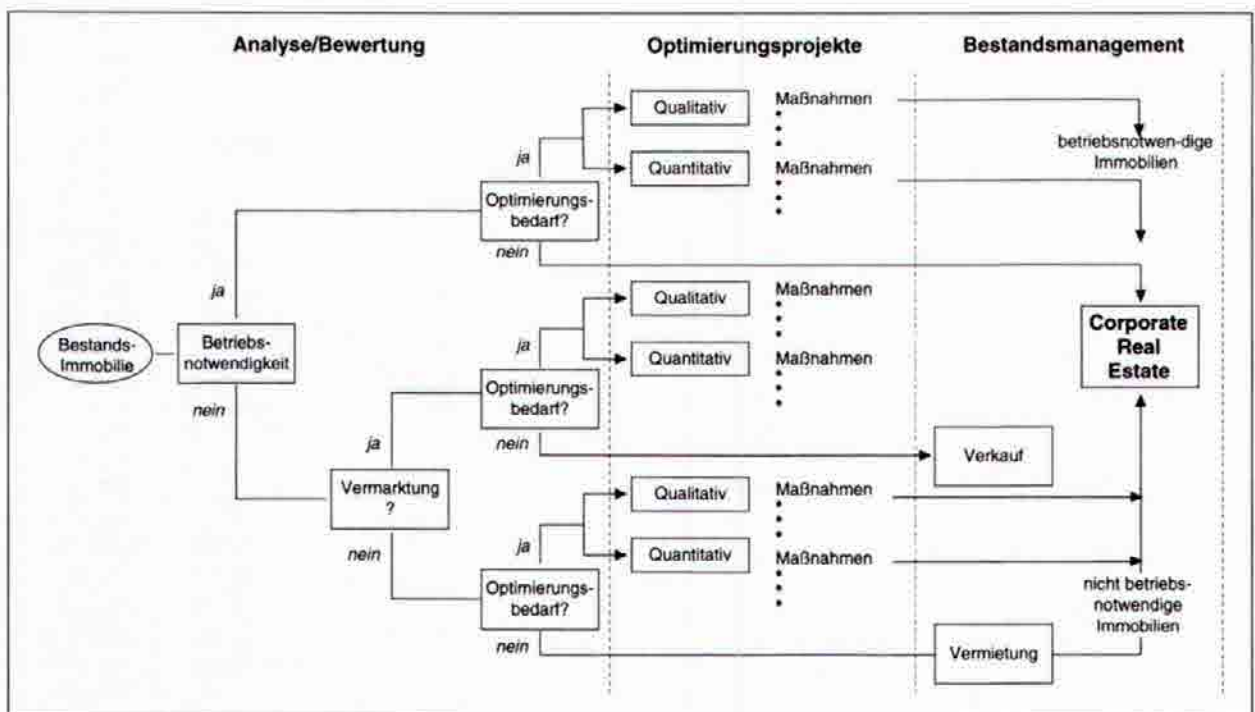 Analyse/Bewertung
Optimierungsprojekte
Bestandsmanagement
Qualitativ
Maßnahmen
ja
Quantitativ
Maßnahmen
betriebsnotwen-dige
Immobilien
Optimierungs-
bedarf?
nein
ja
Qualitativ
Maßnahmen
Bestands-
Immobilie
Betriebs-
notwendigkeit
ja
Quantitativ
Maßnahmen
Corporate
Real
Estate
Optimierungs-
bedarf?
nein
ja
nein
Verkauf
Vermarktung
?
Qualitativ
Maßnahmen
nein
ja
Quantitativ
Maßnahmen
Optimierungs-
bedarf?
nicht betriebs-
notwendige
Immobilien
nein
Vermietung